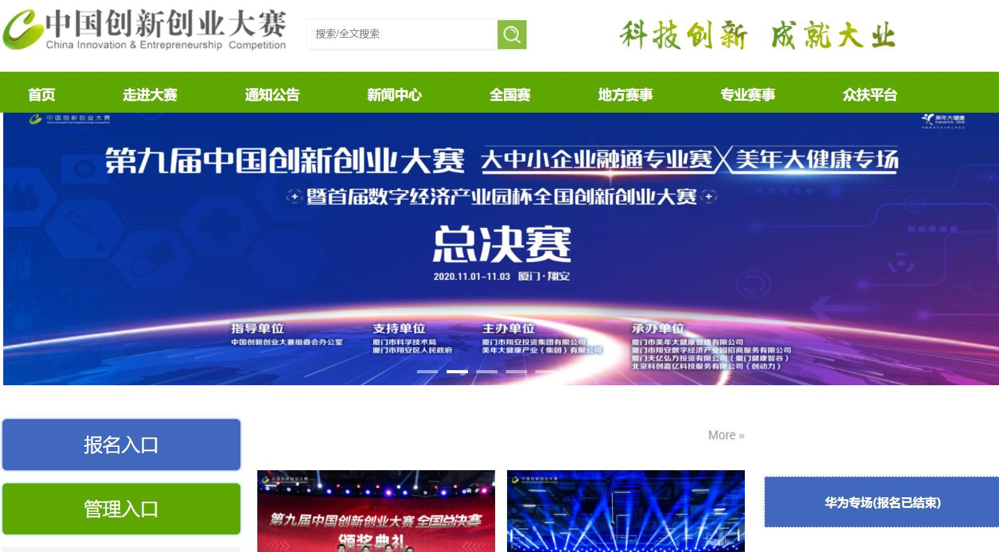 中国创新创业大赛
China Innovation & Entrepreneurship Competition
搜索/全文搜索
科技创新 成就大业
首页 走进大赛 通知公告 新闻中心 全国赛 地方赛事 专业赛事 众扶平台
中国创新创业大赛
美年大健康
Health 100
第九届中国创新创业大赛 大中小企业融通专业赛 X 美年大健康专场
暨首届数字经济产业园杯全国创新创业大赛
总决赛
2020.11.01-11.03 厦门·翔安
指导单位
中国创新创业大赛组委会办公室
支持单位
厦门市科学技术局
厦门市翔安区人民政府
主办单位
厦门市翔安投资集团有限公司
美年大健康产业（集团）有限公司
承办单位
厦门市美年大健康管理有限公司
厦门市翔安数字经济产业园招商服务有限公司
厦门天亿弘方投资有限公司（厦门健康智谷）
北京科创嘉亿科技服务有限公司（创动力）
报名入口
管理入口
More »
中国创新创业大赛
第九届中国创新创业大赛 全国总决赛
颁奖典礼
中国创新创业大赛
华为专场(报名已结束)